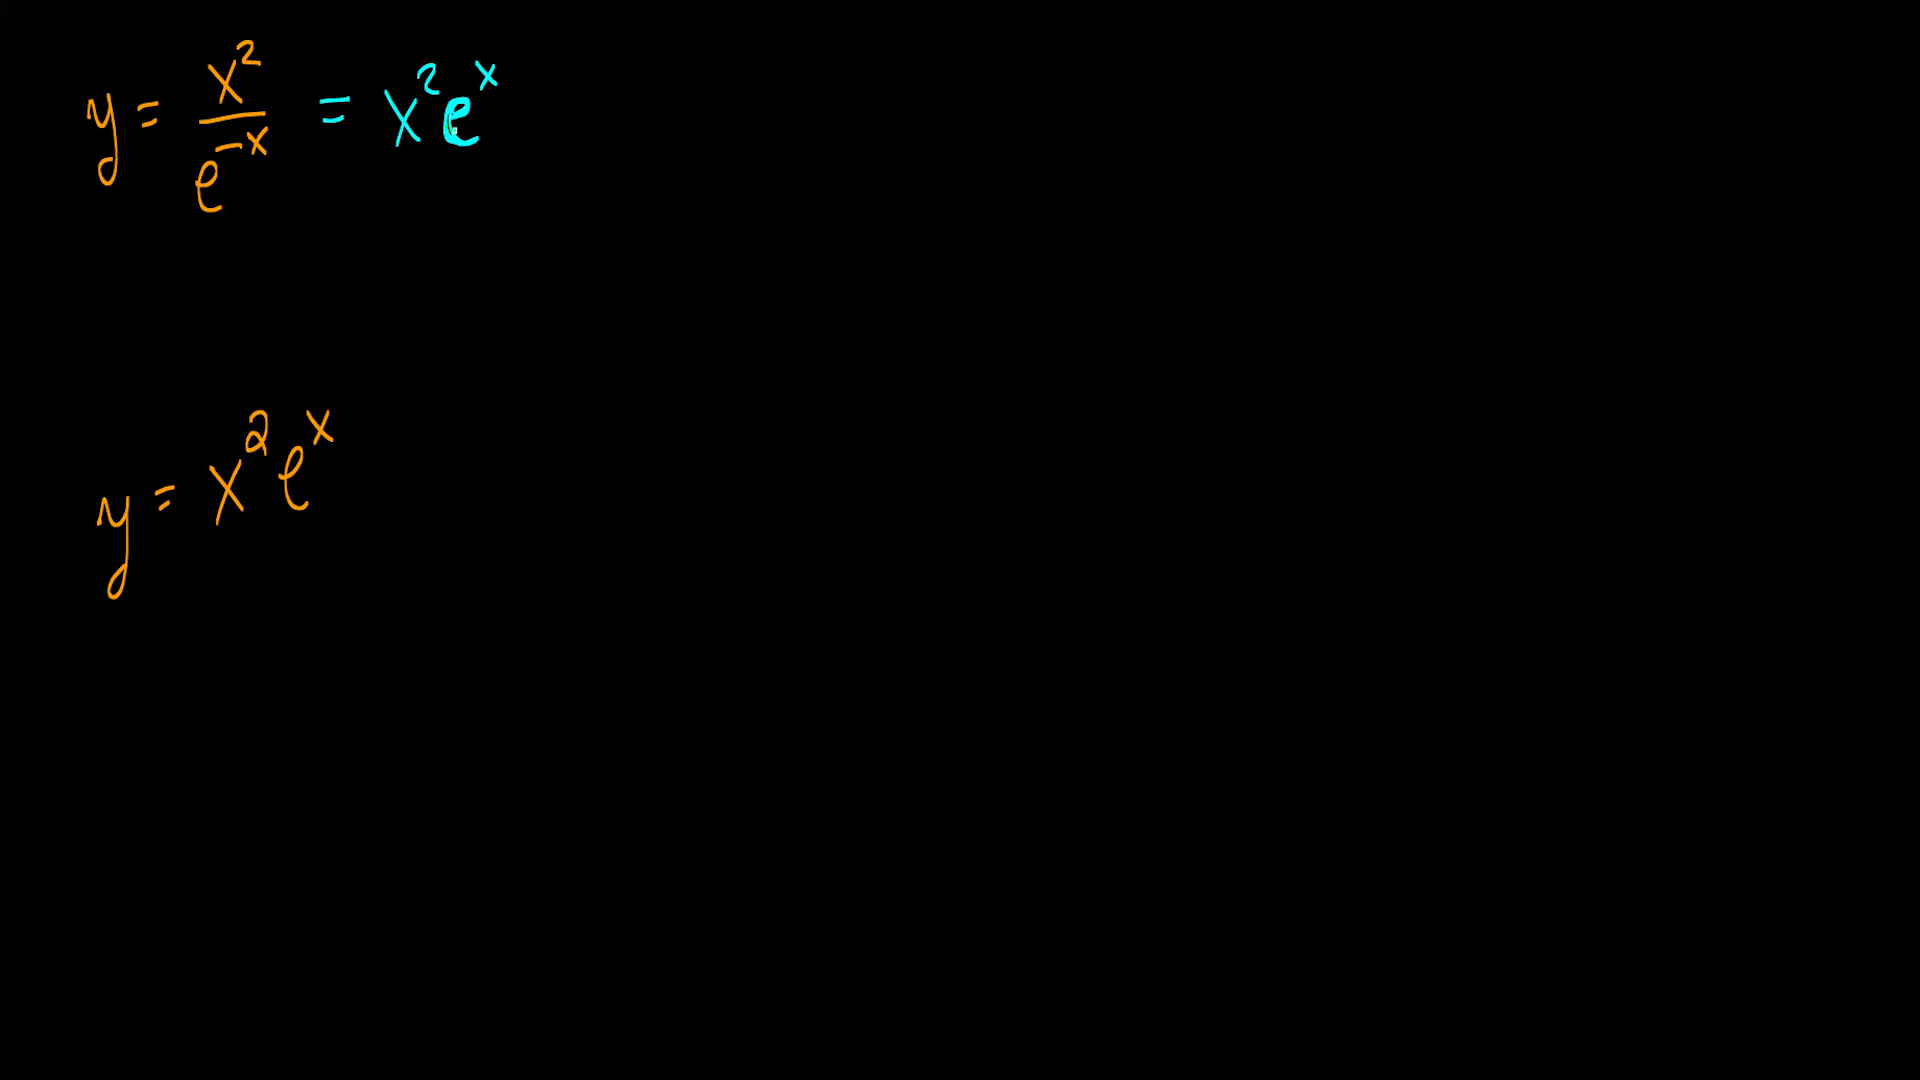 y = x²/e⁻ˣ = x²eˣ
y = x²eˣ